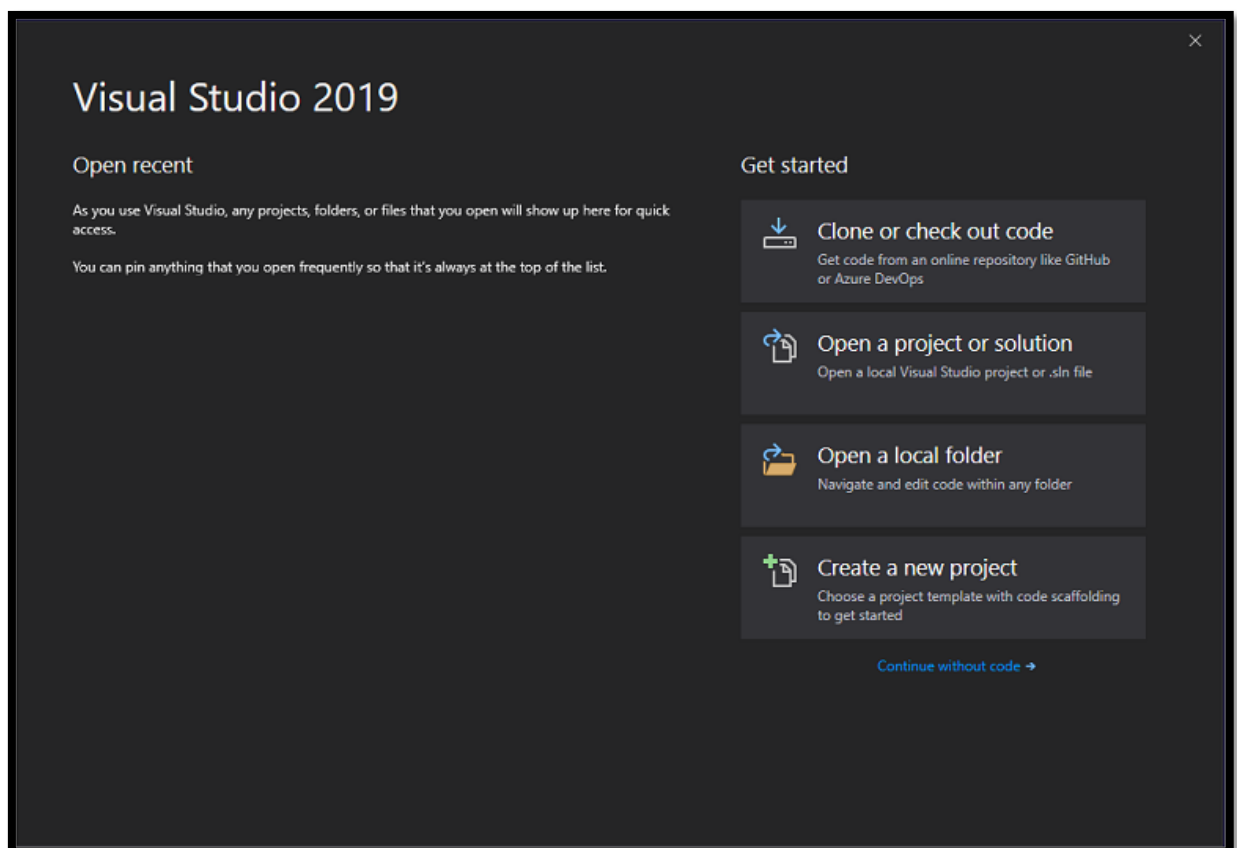 Visual Studio 2019
Open recent
As you use Visual Studio, any projects, folders, or files that you open will show up here for quick
access.
You can pin anything that you open frequently so that it's always at the top of the list.
Get started
Clone or check out code
Get code from an online repository like GitHub
or Azure DevOps
Open a project or solution
Open a local Visual Studio project or .sln file
Open a local folder
Navigate and edit code within any folder
Create a new project
Choose a project template with code scaffolding
to get started
Continue without code →